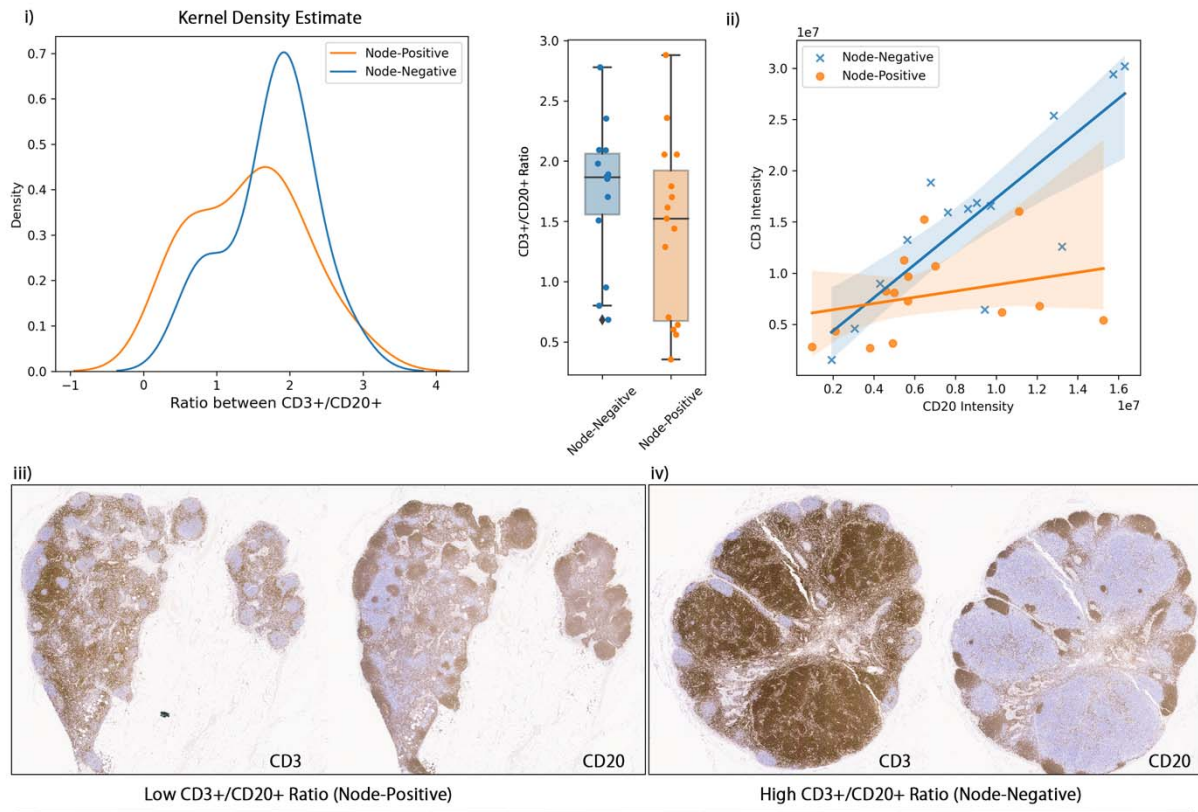 i)
Kernel Density Estimate
Node-Positive
Node-Negative
0.7
0.6
0.5
0.4
0.3
0.2
0.1
0.0
Density
−1
0
1
2
3
4
Ratio between CD3+/CD20+
3.0
2.5
2.0
1.5
1.0
0.5
CD3+/CD20+ Ratio
Node-Negaitve
Node-Positive
ii)
1e7
Node-Negative
Node-Positive
3.0
2.5
2.0
1.5
1.0
0.5
CD3 Intensity
0.2
0.4
0.6
0.8
1.0
1.2
1.4
1.6
1e7
CD20 Intensity
iii)
CD3
CD20
Low CD3+/CD20+ Ratio (Node-Positive)
iv)
CD3
CD20
High CD3+/CD20+ Ratio (Node-Negative)